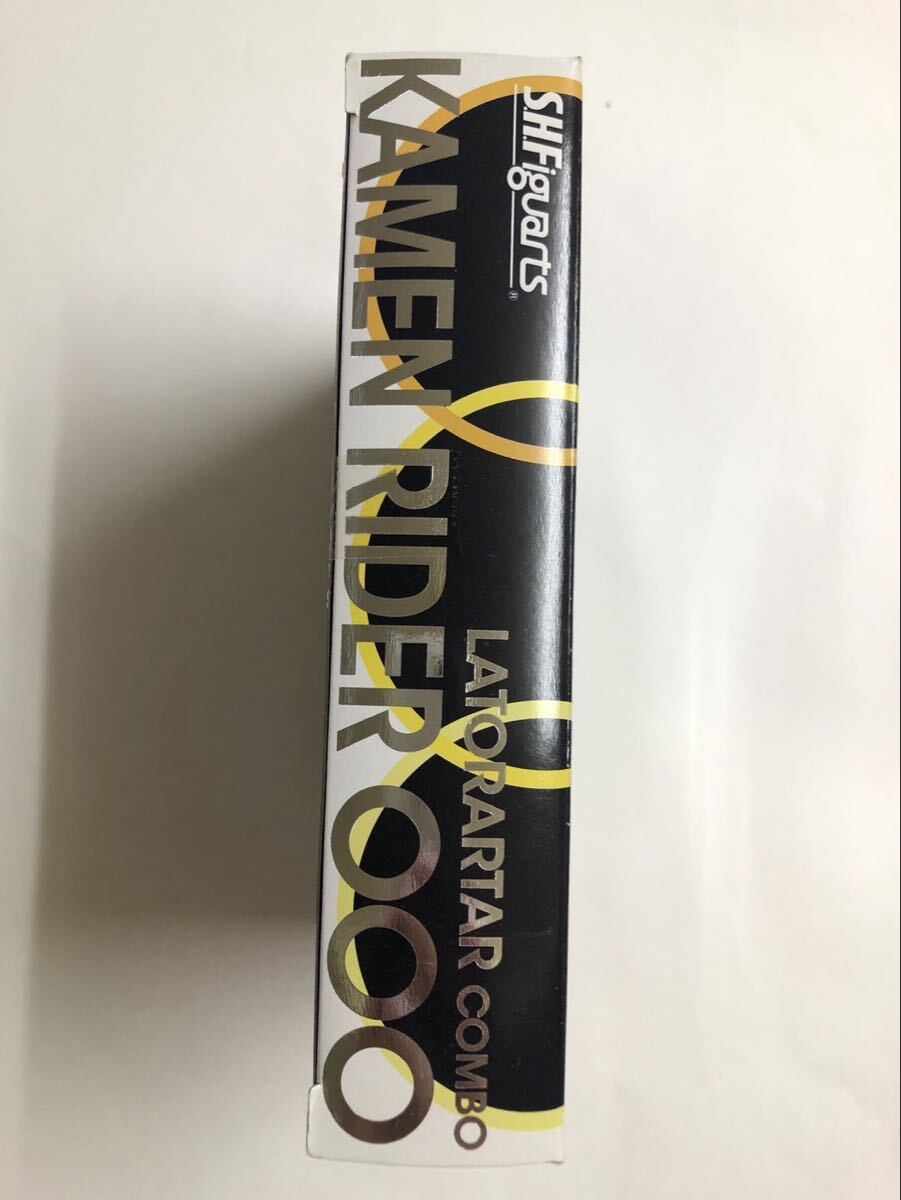 S.H.Figuarts
®
KAMEN RIDER OOO
LATORARTAR COMBO